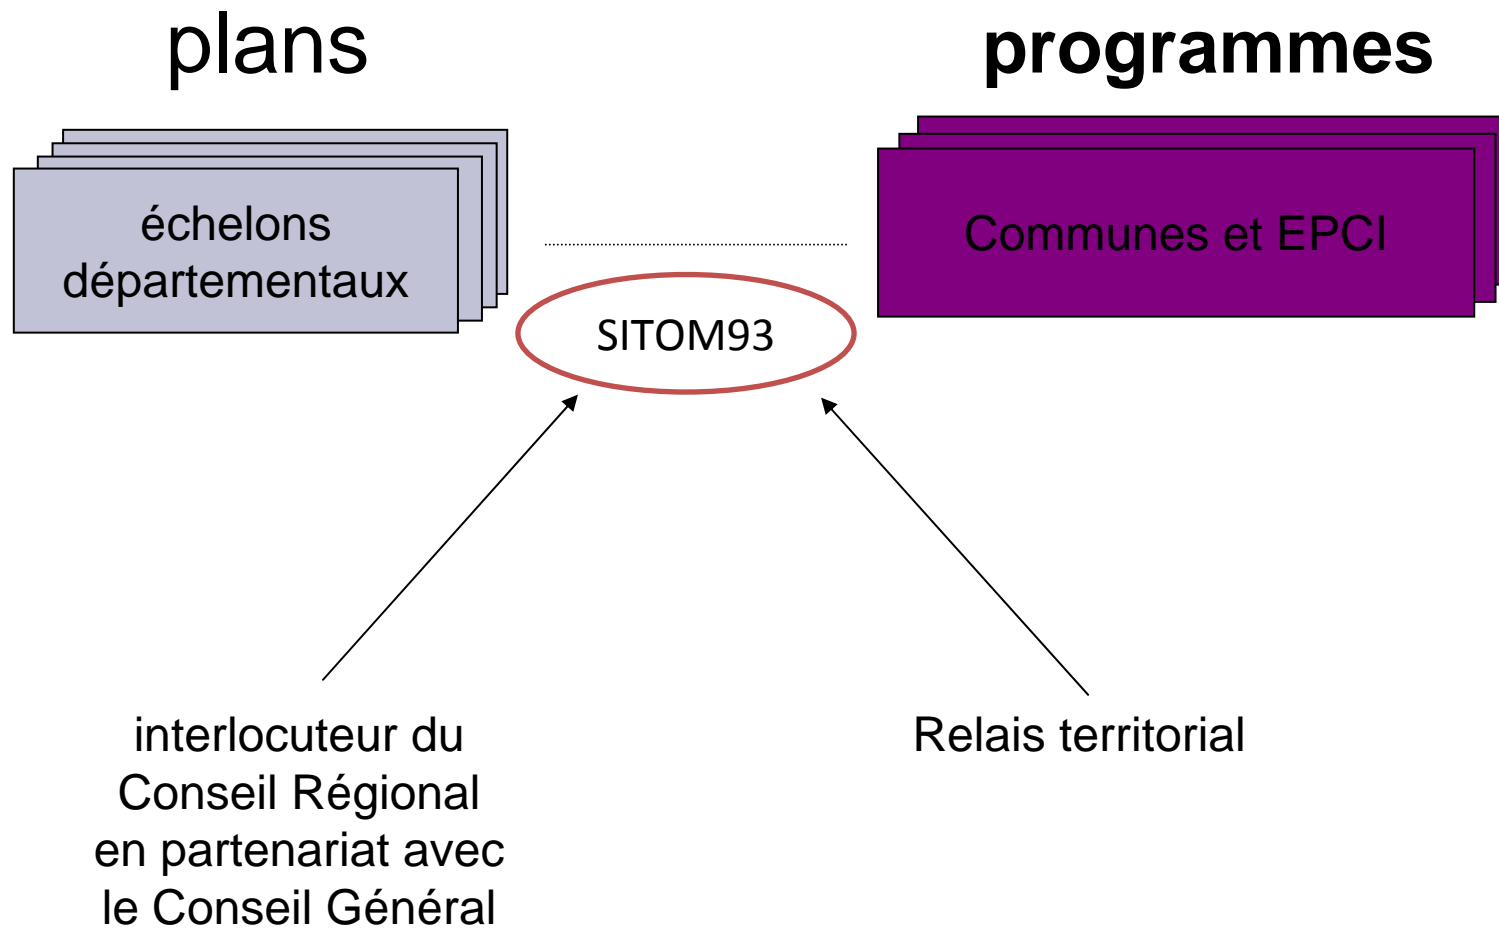 plans
programmes
échelons
départementaux
Communes et EPCI
SITOM93
interlocuteur du
Conseil Régional
en partenariat avec
le Conseil Général
Relais territorial